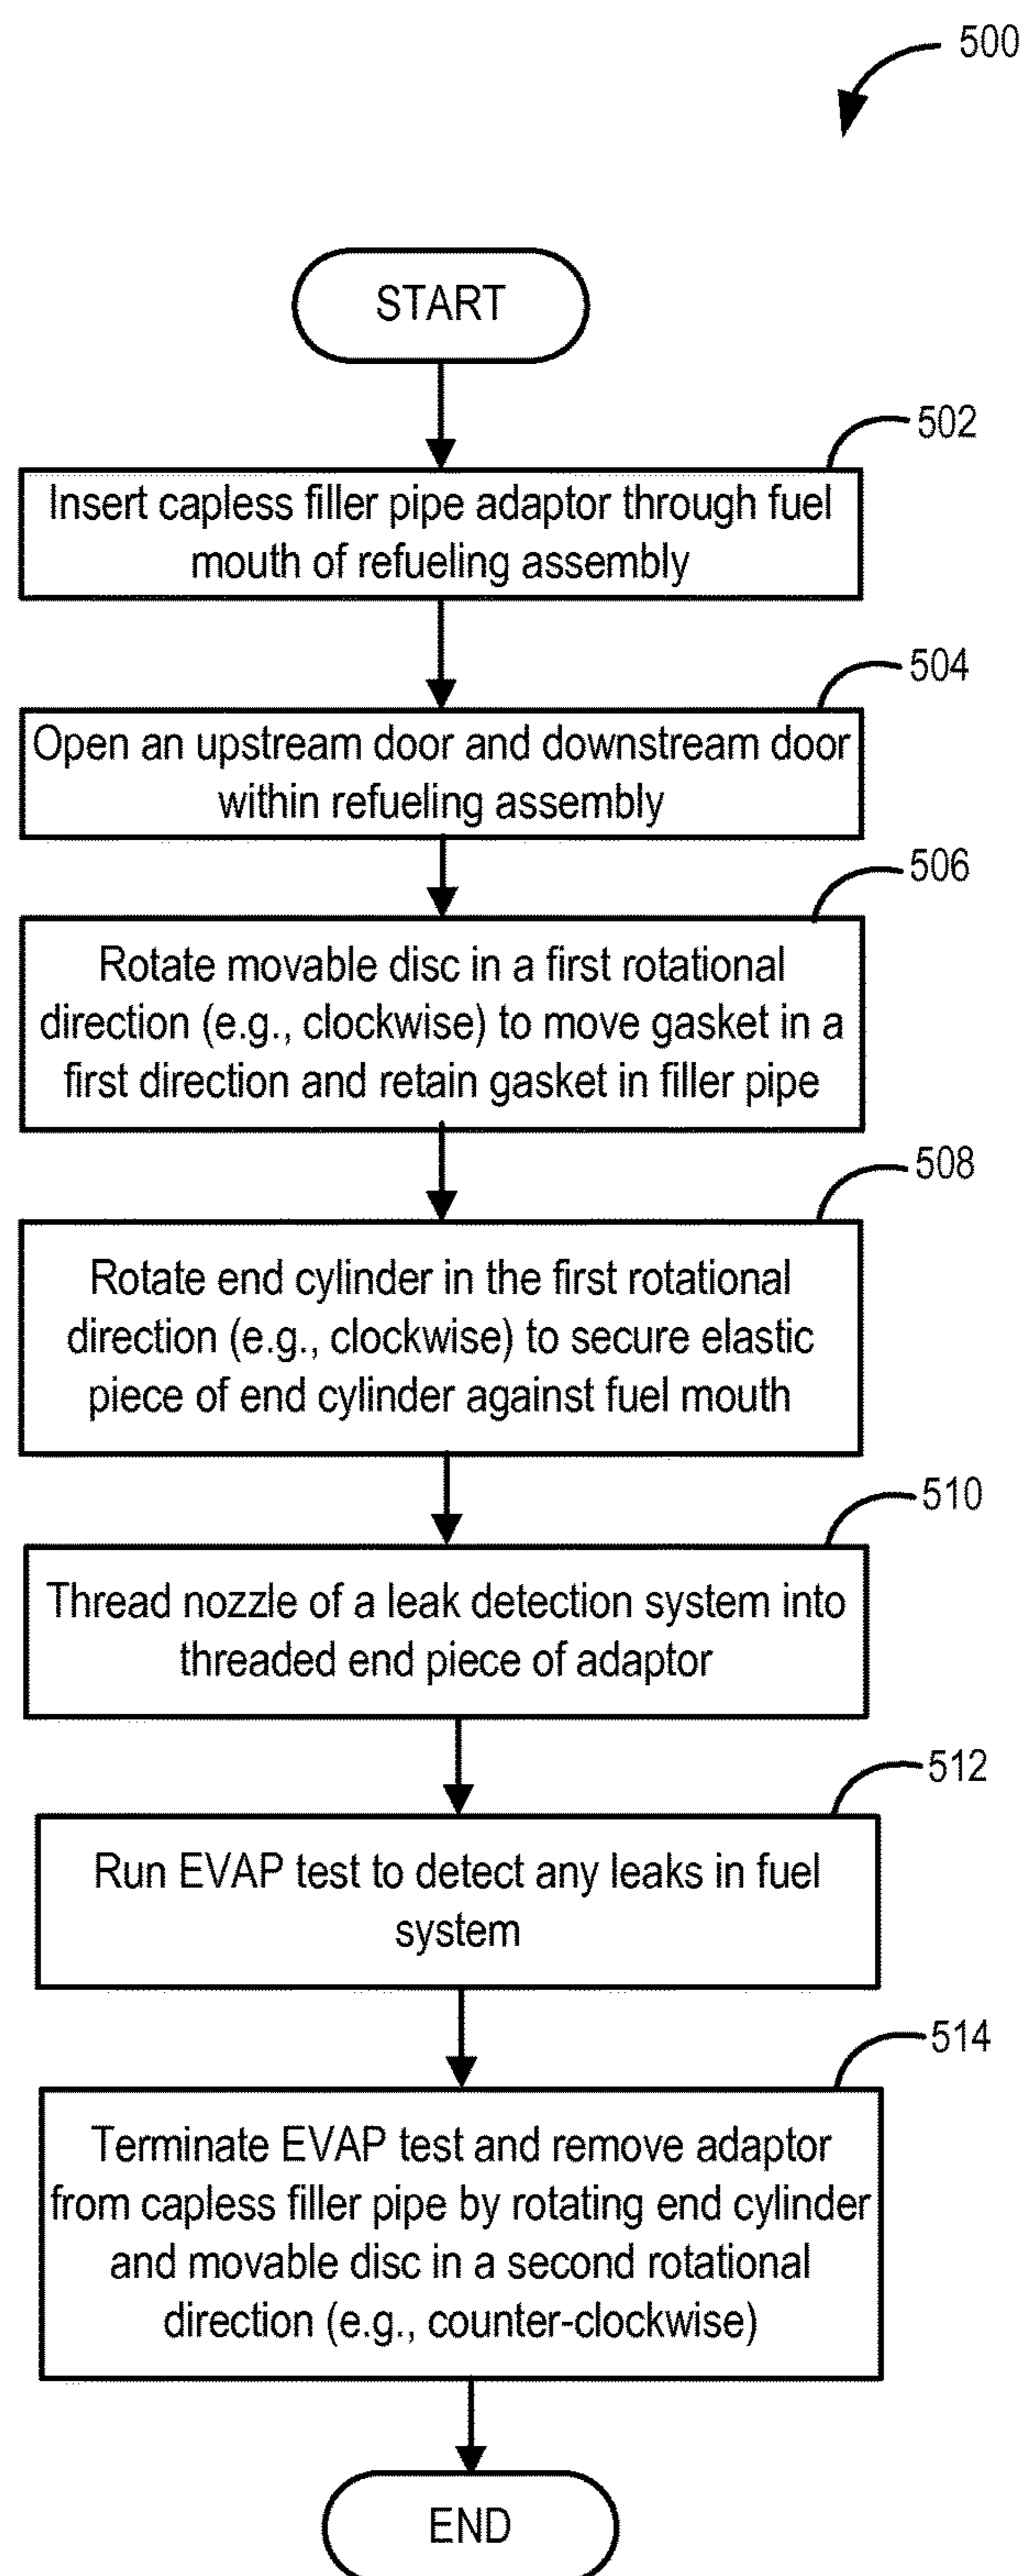 500
START
502
Insert capless filler pipe adaptor through fuel
mouth of refueling assembly
504
Open an upstream door and downstream door
within refueling assembly
506
Rotate movable disc in a first rotational
direction (e.g., clockwise) to move gasket in a
first direction and retain gasket in filler pipe
508
Rotate end cylinder in the first rotational
direction (e.g., clockwise) to secure elastic
piece of end cylinder against fuel mouth
510
Thread nozzle of a leak detection system into
threaded end piece of adaptor
512
Run EVAP test to detect any leaks in fuel
system
514
Terminate EVAP test and remove adaptor
from capless filler pipe by rotating end cylinder
and movable disc in a second rotational
direction (e.g., counter-clockwise)
END